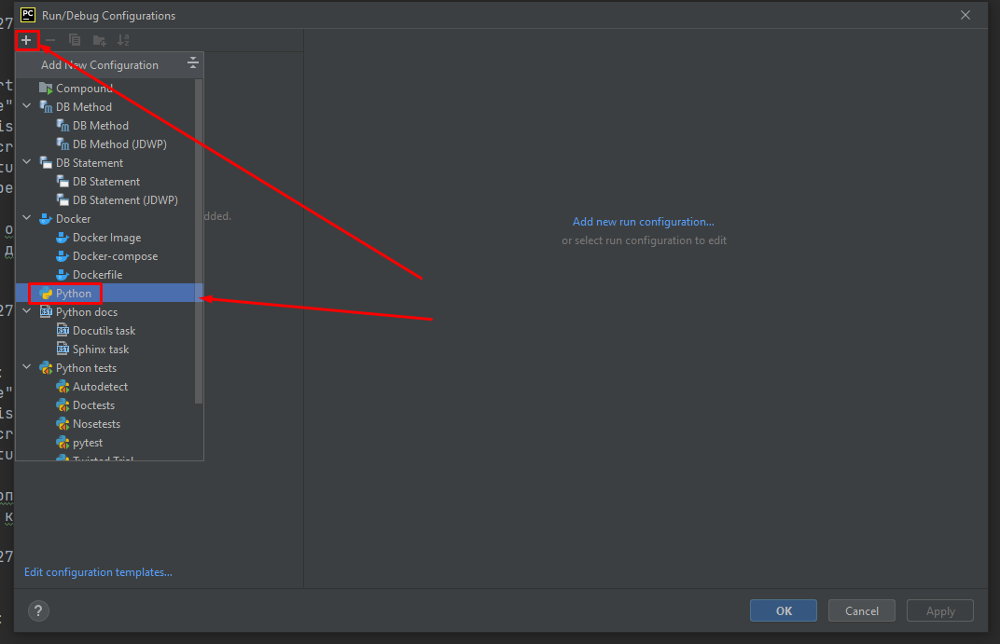 PC Run/Debug Configurations
Add New Configuration
Compound
DB Method
DB Method
DB Method (JDWP)
DB Statement
DB Statement
DB Statement (JDWP)
Docker
dded.
Docker Image
Docker-compose
Dockerfile
Python
Python docs
Docutils task
Sphinx task
Python tests
Autodetect
Doctests
Nosetests
pytest
Twisted Trial
Add new run configuration...
or select run configuration to edit
Edit configuration templates...
?
OK
Cancel
Apply